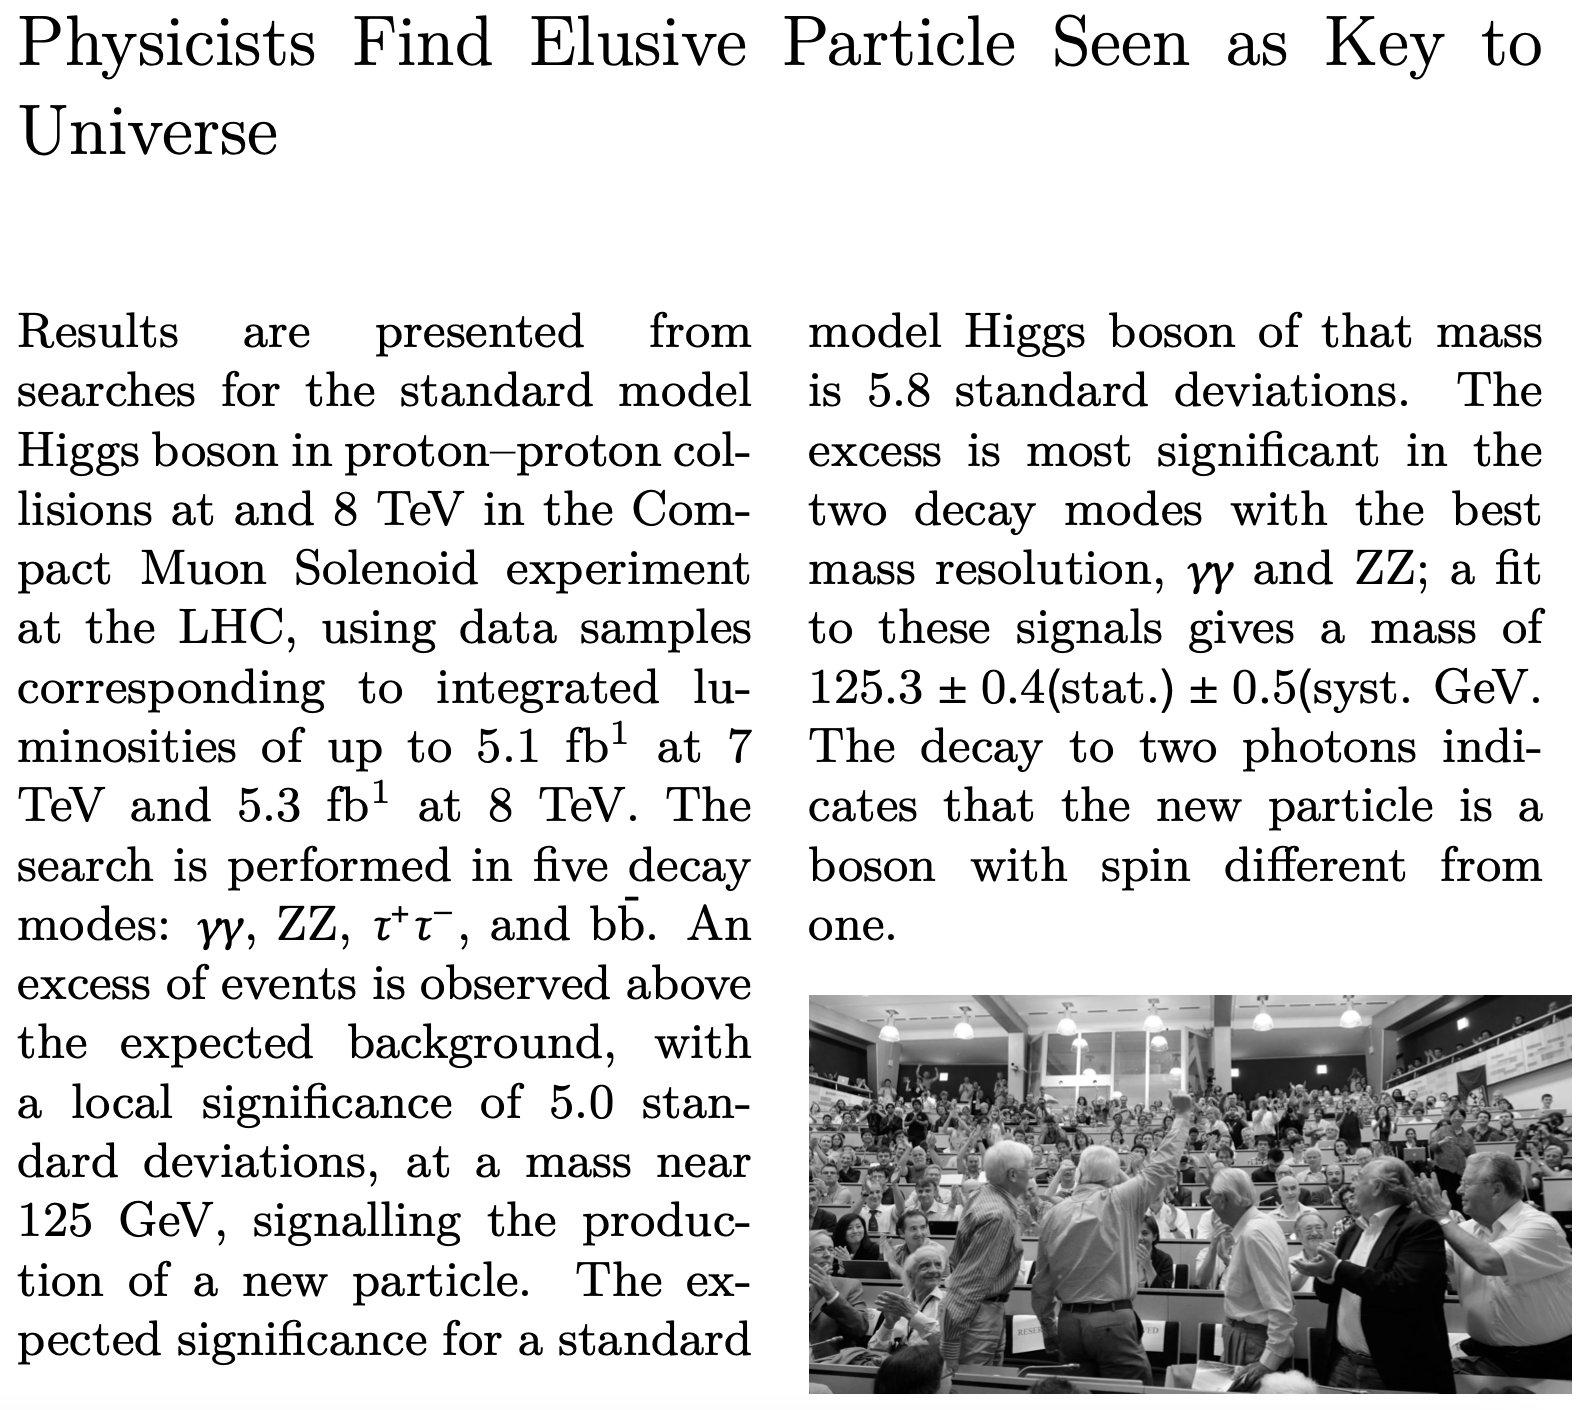 Physicists Find Elusive Particle Seen as Key to
Universe
Results are presented from
searches for the standard model
Higgs boson in proton–proton col-
lisions at and 8 TeV in the Com-
pact Muon Solenoid experiment
at the LHC, using data samples
corresponding to integrated lu-
minosities of up to 5.1 fb¹ at 7
TeV and 5.3 fb¹ at 8 TeV. The
search is performed in five decay
modes: γγ, ZZ, τ⁺τ⁻, and bb̄. An
excess of events is observed above
the expected background, with
a local significance of 5.0 stan-
dard deviations, at a mass near
125 GeV, signalling the produc-
tion of a new particle. The ex-
pected significance for a standard
model Higgs boson of that mass
is 5.8 standard deviations. The
excess is most significant in the
two decay modes with the best
mass resolution, γγ and ZZ; a fit
to these signals gives a mass of
125.3 ± 0.4(stat.) ± 0.5(syst. GeV.
The decay to two photons indi-
cates that the new particle is a
boson with spin different from
one.